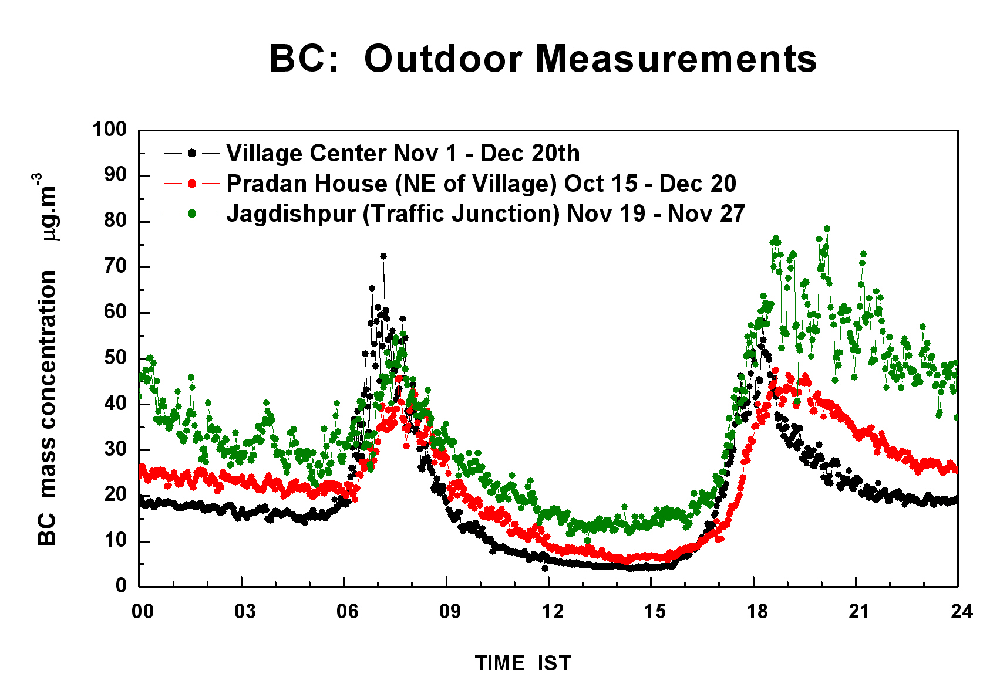 BC: Outdoor Measurements
Village Center Nov 1 - Dec 20th
Pradan House (NE of Village) Oct 15 - Dec 20
Jagdishpur (Traffic Junction) Nov 19 - Nov 27
BC mass concentration µg.m-3
100
90
80
70
60
50
40
30
20
10
0
00 03 06 09 12 15 18 21 24
TIME IST